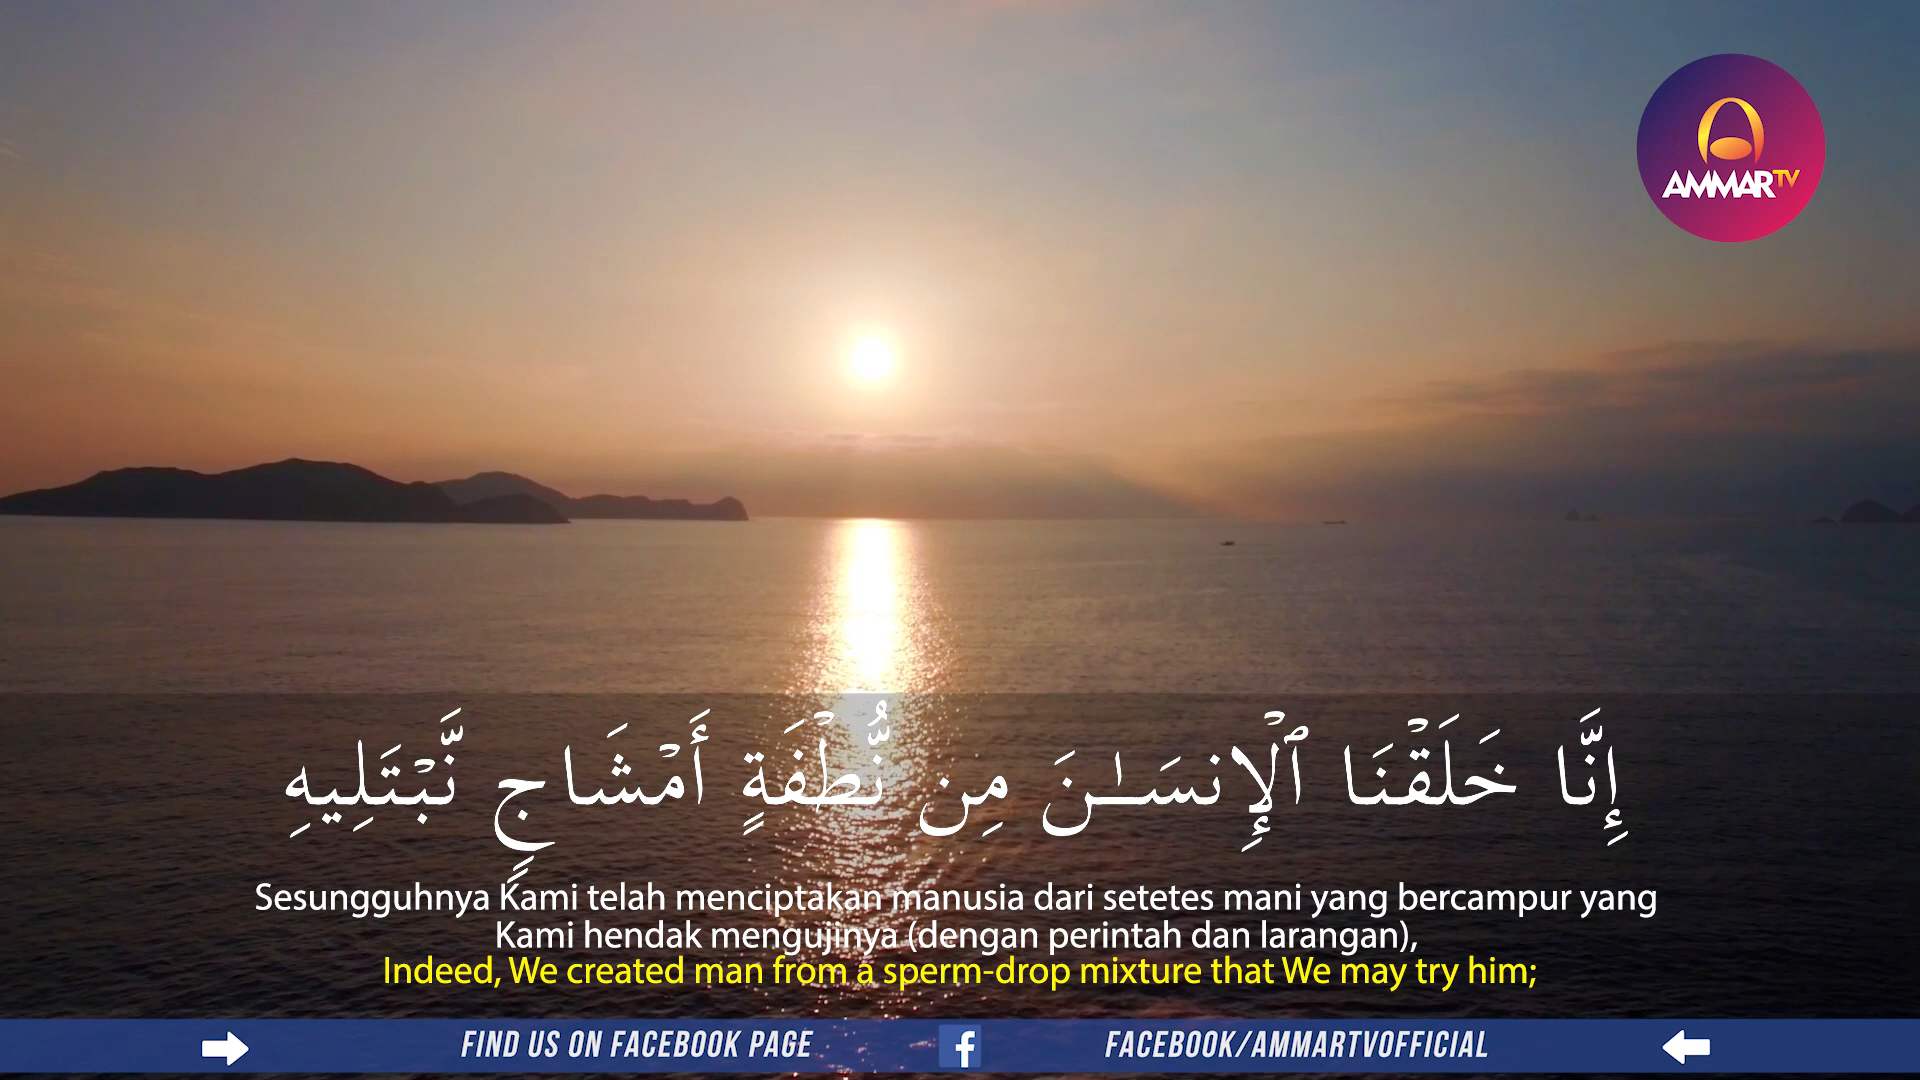 AMMARTV
إِنَّا خَلَقْنَا ٱلْإِنسَـٰنَ مِن نُّطْفَةٍ أَمْشَاجٍ نَّبْتَلِيهِ
Sesungguhnya Kami telah menciptakan manusia dari setetes mani yang bercampur yang
Kami hendak mengujinya (dengan perintah dan larangan),
Indeed, We created man from a sperm-drop mixture that We may try him;
FIND US ON FACEBOOK PAGE f FACEBOOK/AMMARTVOFFICIAL